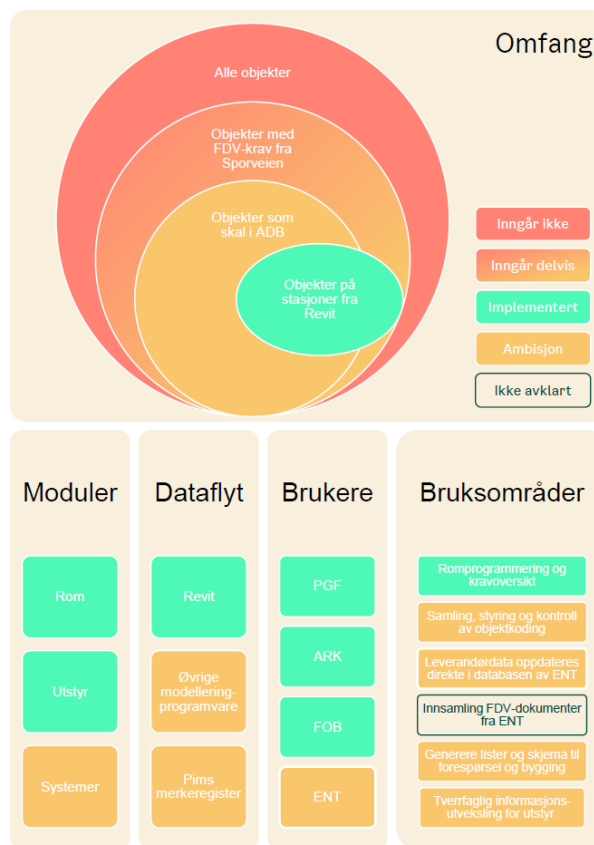 Omfang
Alle objekter
Objekter med
FDV-krav fra
Sporveien
Objekter som
skal i ADB
Objekter på
stasjoner fra
Revit
Inngår ikke
Inngår delvis
Implementert
Ambisjon
Ikke avklart
Moduler
Rom
Utstyr
Systemer
Dataflyt
Revit
Øvrige
modellering-
programvare
Pims
merkeregister
Brukere
PGF
ARK
FOB
ENT
Bruksområder
Romprogrammering og
kravoversikt
Samling, styring og kontroll
av objektkoding
Leverandørdata oppdateres
direkte i databasen av ENT
Innsamling FDV-dokumenter
fra ENT
Generere lister og skjema til
forespørsel og bygging
Tverrfaglig informasjons-
utveksling for utstyr.